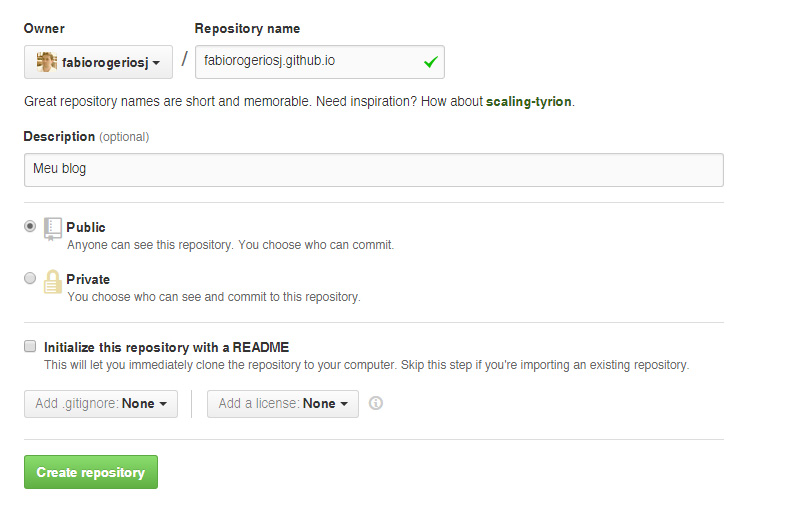 Owner Repository name
fabiorogeriosj / fabiorogeriosj.github.io
Great repository names are short and memorable. Need inspiration? How about scaling-tyrion.
Description (optional)
Meu blog
Public
Anyone can see this repository. You choose who can commit.
Private
You choose who can see and commit to this repository.
Initialize this repository with a README
This will let you immediately clone the repository to your computer. Skip this step if you're importing an existing repository.
Add .gitignore: None Add a license: None
Create repository